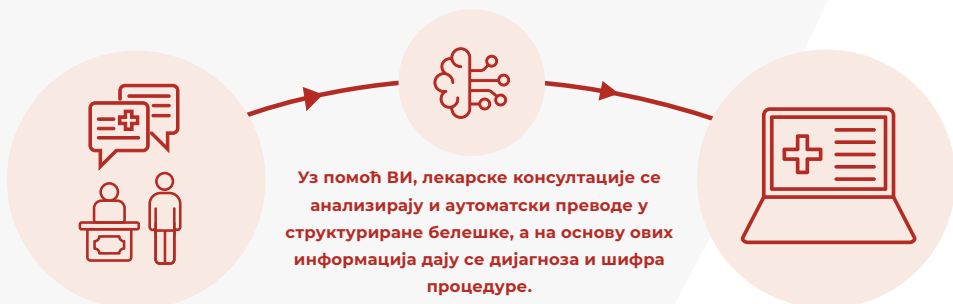 Уз помоћ ВИ, лекарске консултације се
анализирају и аутоматски преводе у
структуриране белешке, а на основу ових
информација дају се дијагноза и шифра
процедуре.